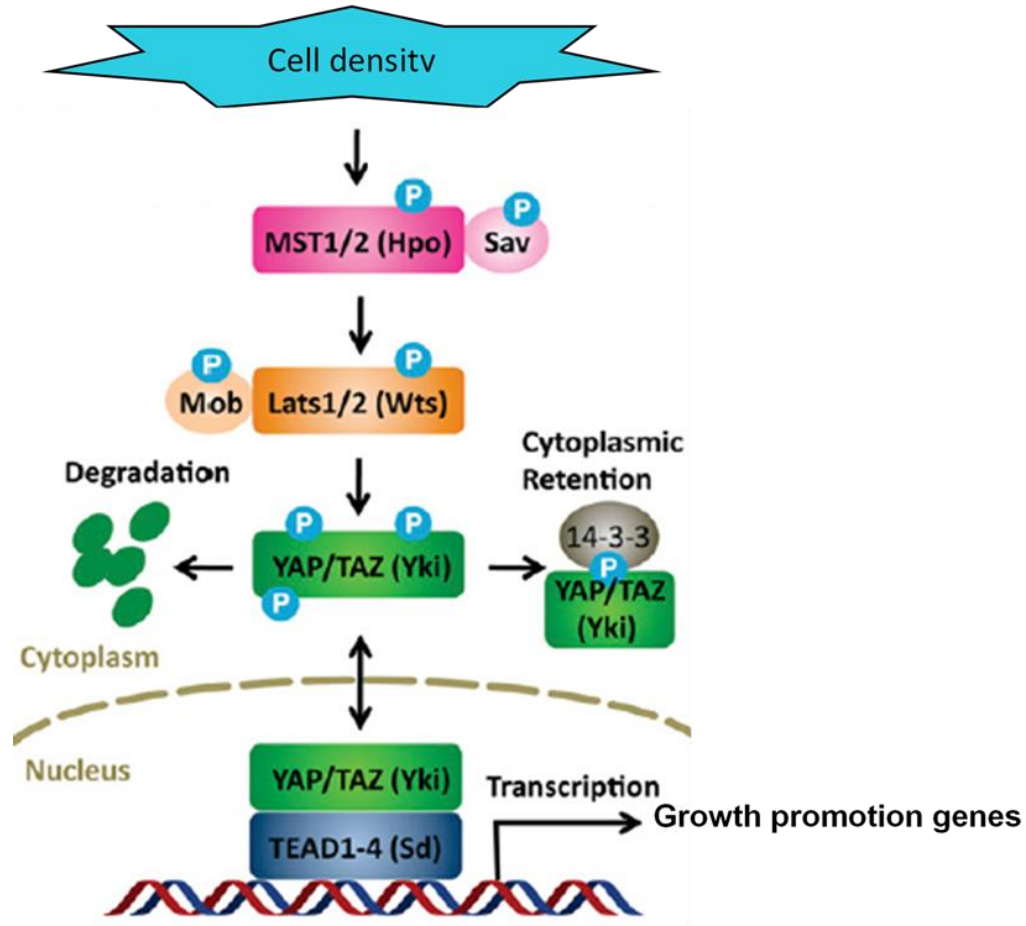 Cell densitv
P
P
MST1/2 (Hpo)
Sav
P
P
Mob
Lats1/2 (Wts)
Cytoplasmic
Retention
Degradation
14-3-3
P
P
P
YAP/TAZ (Yki)
P
YAP/TAZ
(Yki)
Cytoplasm
Nucleus
YAP/TAZ (Yki)
Transcription
Growth promotion genes
TEAD1-4 (Sd)